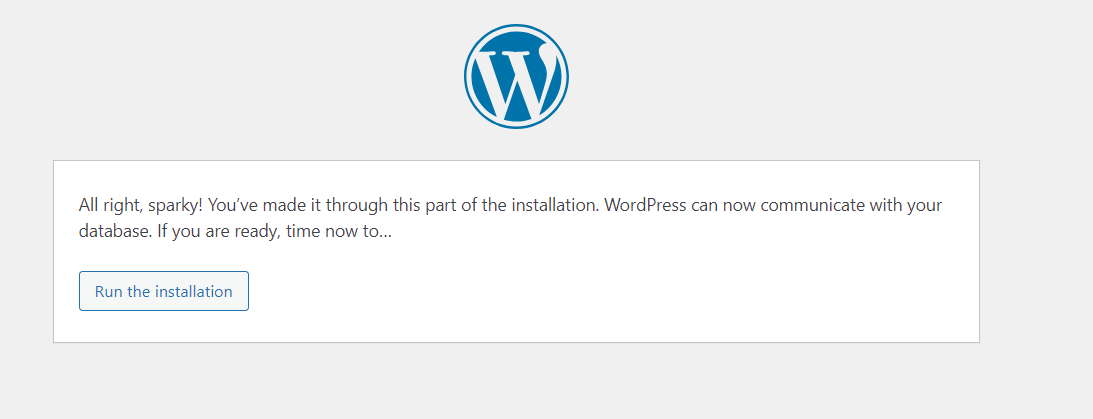 All right, sparky! You’ve made it through this part of the installation. WordPress can now communicate with your
database. If you are ready, time now to…
Run the installation